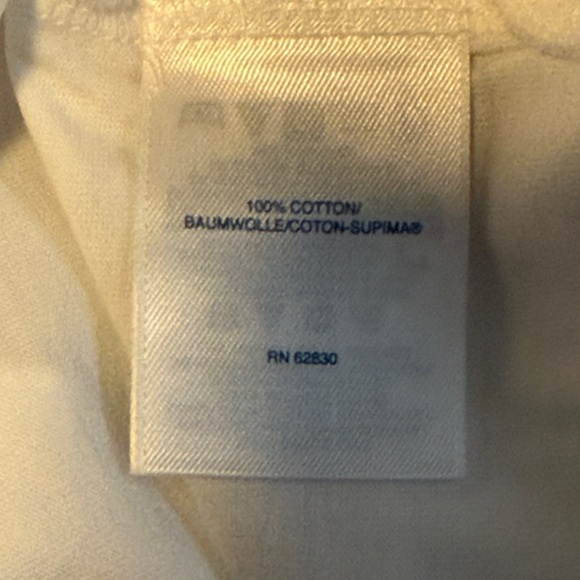 100% COTTON/
BAUMWOLLE/COTON-SUPIMA®
RN 62830